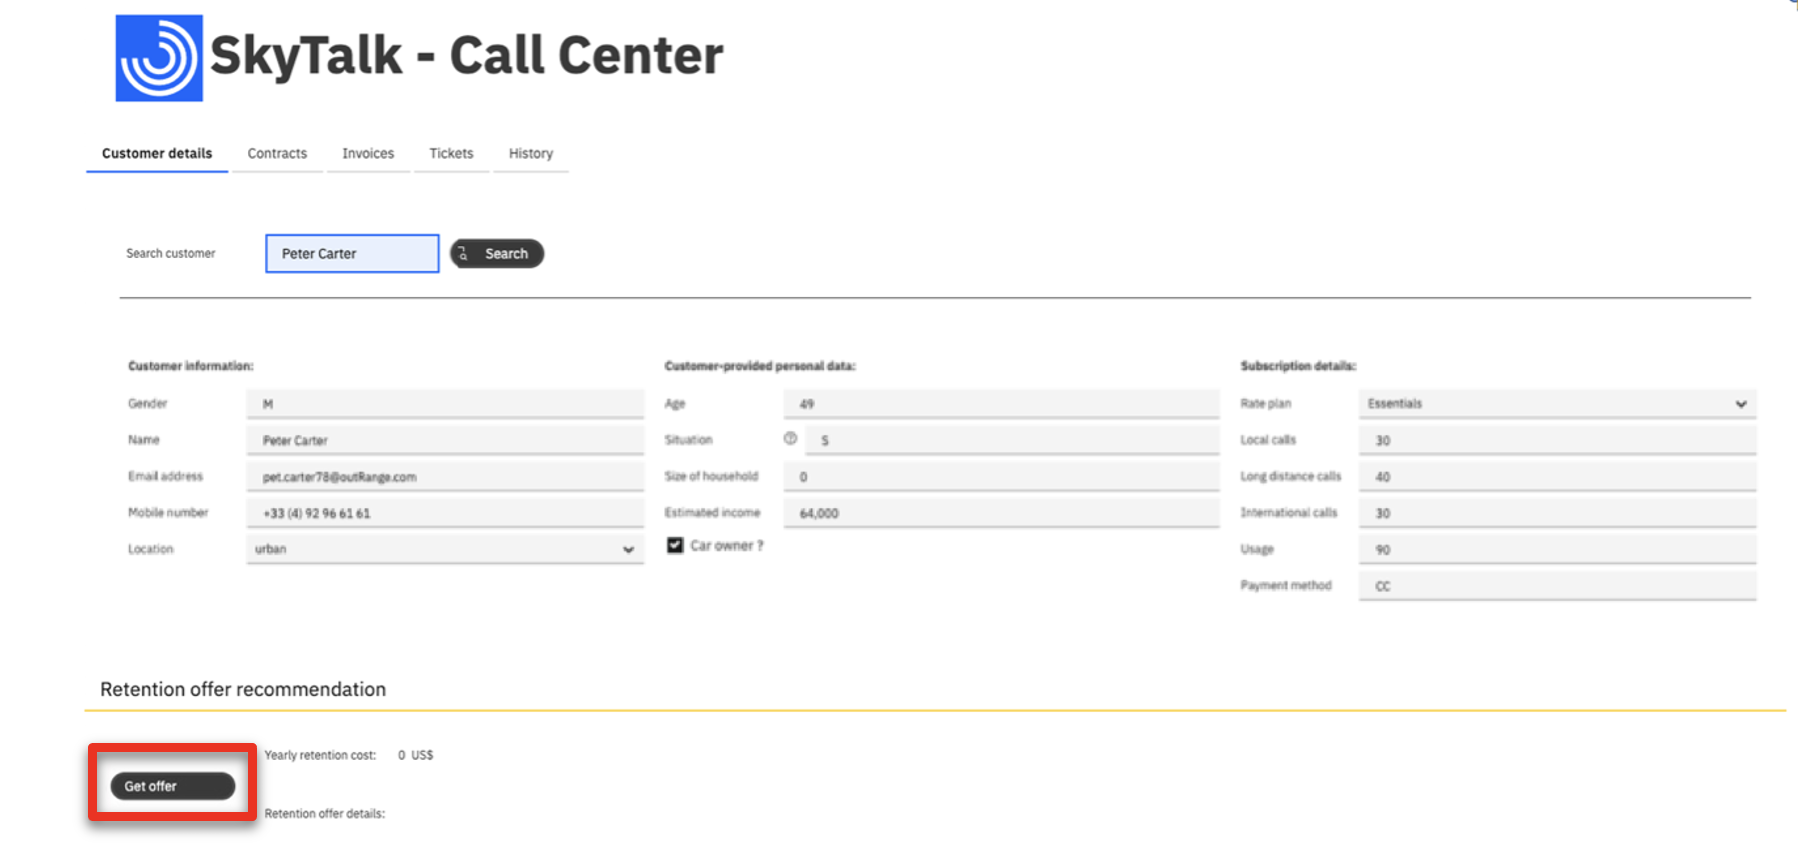 SkyTalk - Call Center
Customer details Contracts Invoices Tickets History
Search customer Peter Carter Search
Customer information: Customer-provided personal data: Subscription details:
Gender M Age 49 Rate plan Essentials
Name Peter Carter Situation ? S Local calls 30
Email address pet.carter78@outRange.com Size of household 0 Long distance calls 40
Mobile number +33 (4) 92 96 61 61 Estimated income 64,000 International calls 30
Location urban Car owner ? Usage 90
Payment method CC
Retention offer recommendation
Yearly retention cost: 0 US$
Get offer
Retention offer details: